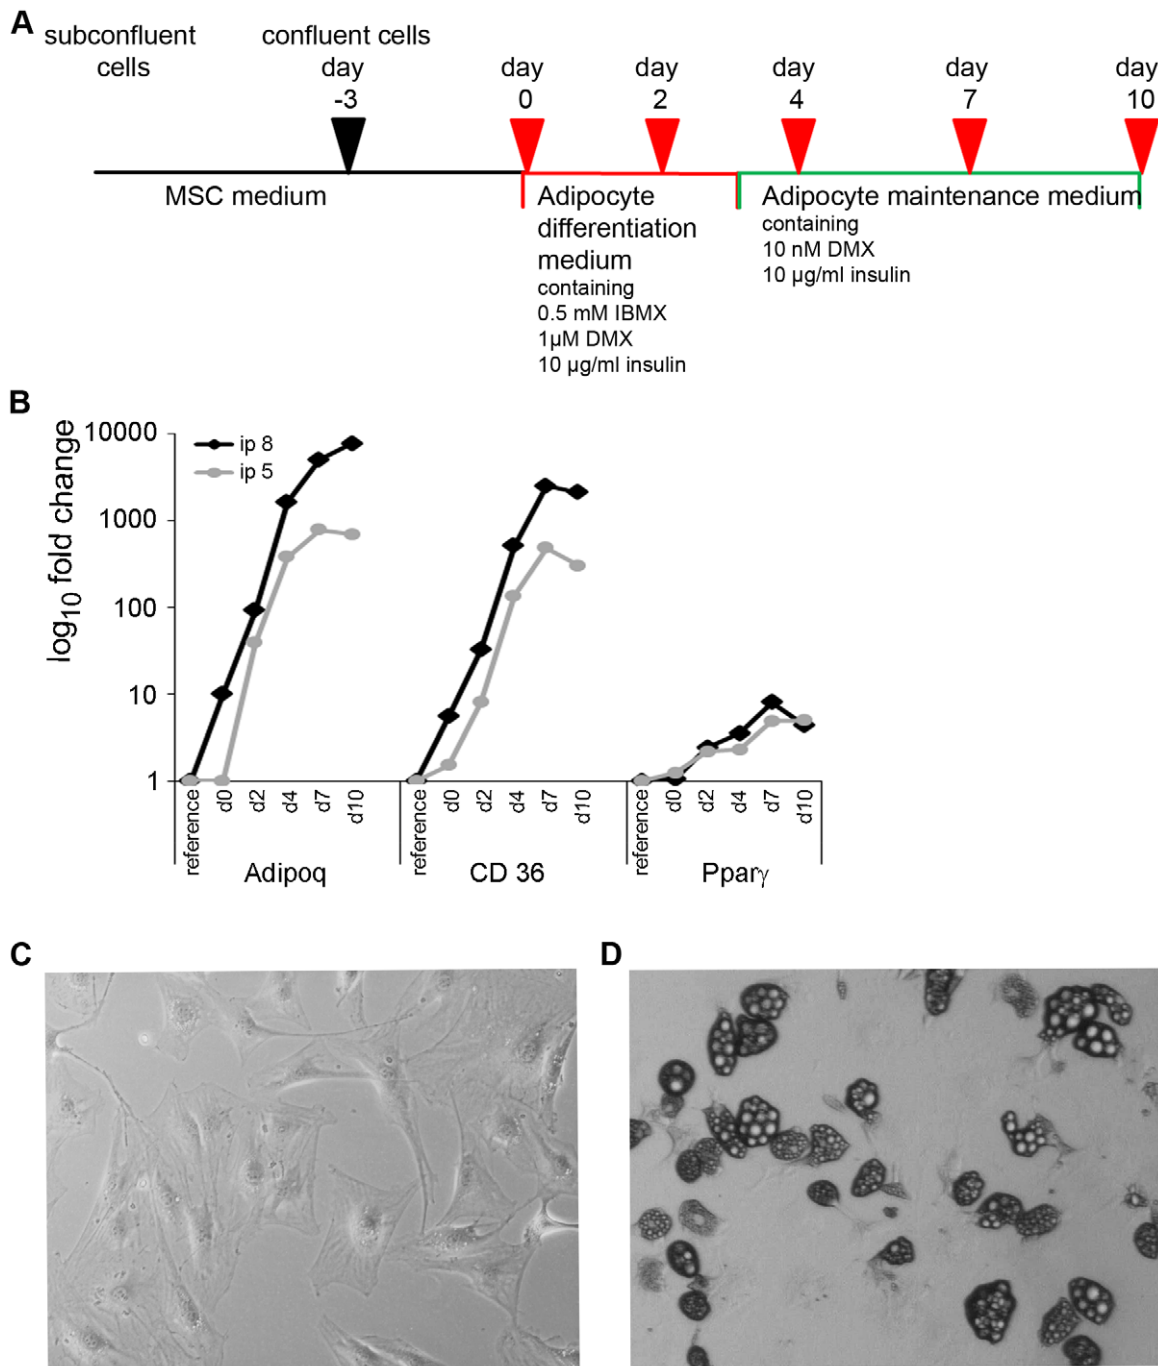 A
subconfluent
cells
confluent cells
day
-3
day
0
day
2
day
4
day
7
day
10
MSC medium
Adipocyte
differentiation
medium
containing
0.5 mM IBMX
1µM DMX
10 µg/ml insulin
Adipocyte maintenance medium
containing
10 nM DMX
10 µg/ml insulin
B
log10 fold change
10000
1000
100
10
1
ip 8
ip 5
reference
d0
d2
d4
d7
d10
reference
d0
d2
d4
d7
d10
reference
d0
d2
d4
d7
d10
Adipoq
CD 36
Pparγ
C
D